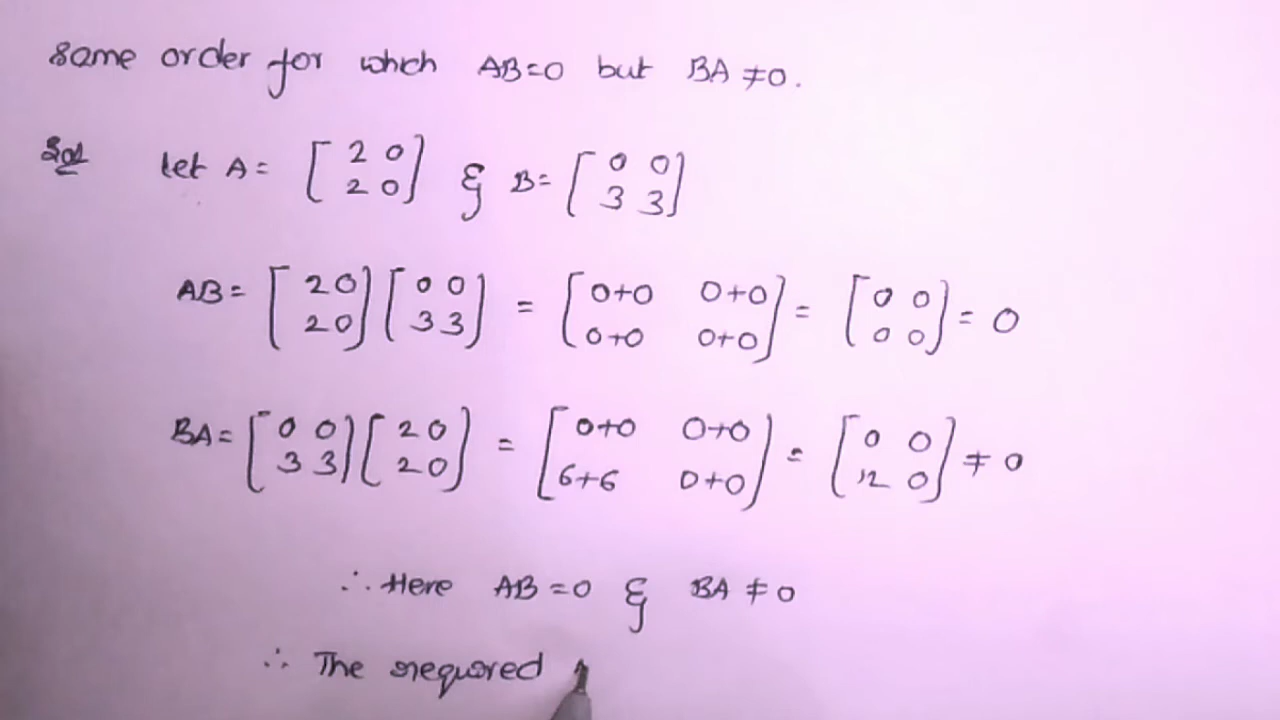 same order for which AB=0 but BA≠0.
Sol let A= [2 0 2 0] & B= [0 0 3 3]
AB= [2 0 2 0] [0 0 3 3] = [0+0 0+0 0+0 0+0] = [0 0 0 0] = 0
BA= [0 0 3 3] [2 0 2 0] = [0+0 0+0 6+6 0+0] = [0 0 12 0] ≠ 0
∴ Here AB=0 & BA≠0
∴ The required